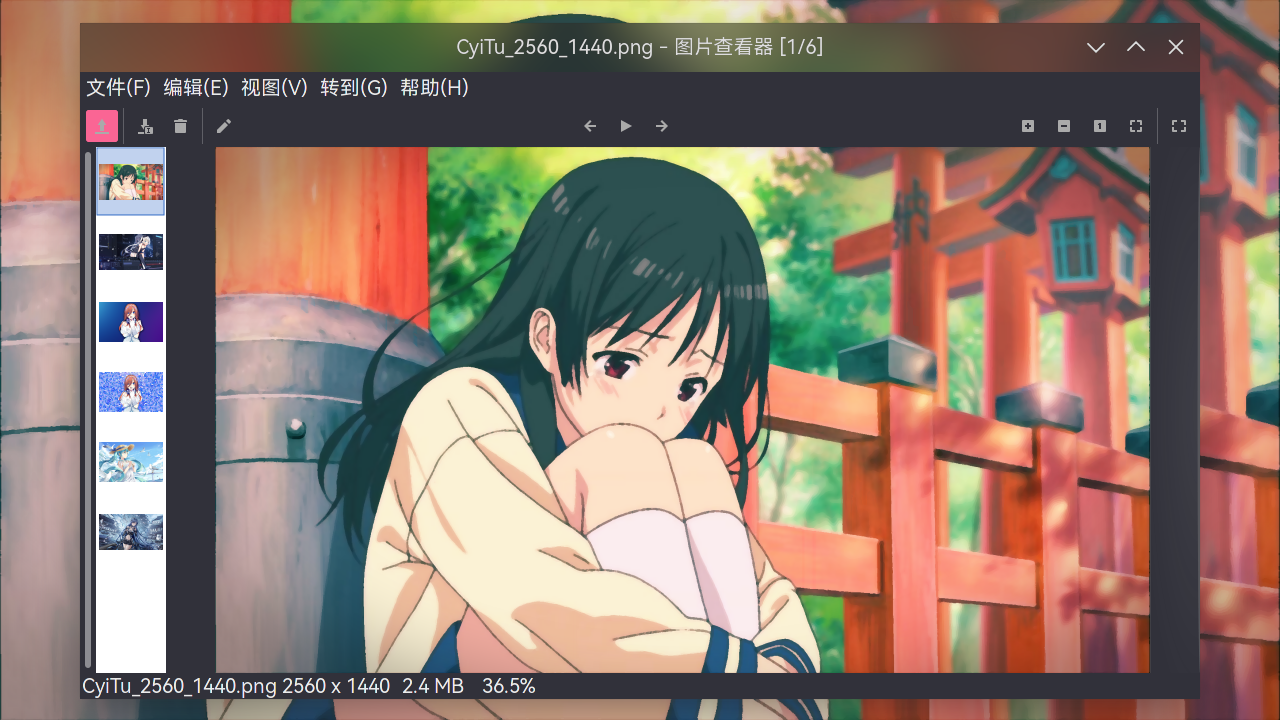 CyiTu_2560_1440.png - 图片查看器 [1/6]
文件(F) 编辑(E) 视图(V) 转到(G) 帮助(H)
納
CyiTu_2560_1440.png 2560 x 1440 2.4 MB 36.5%